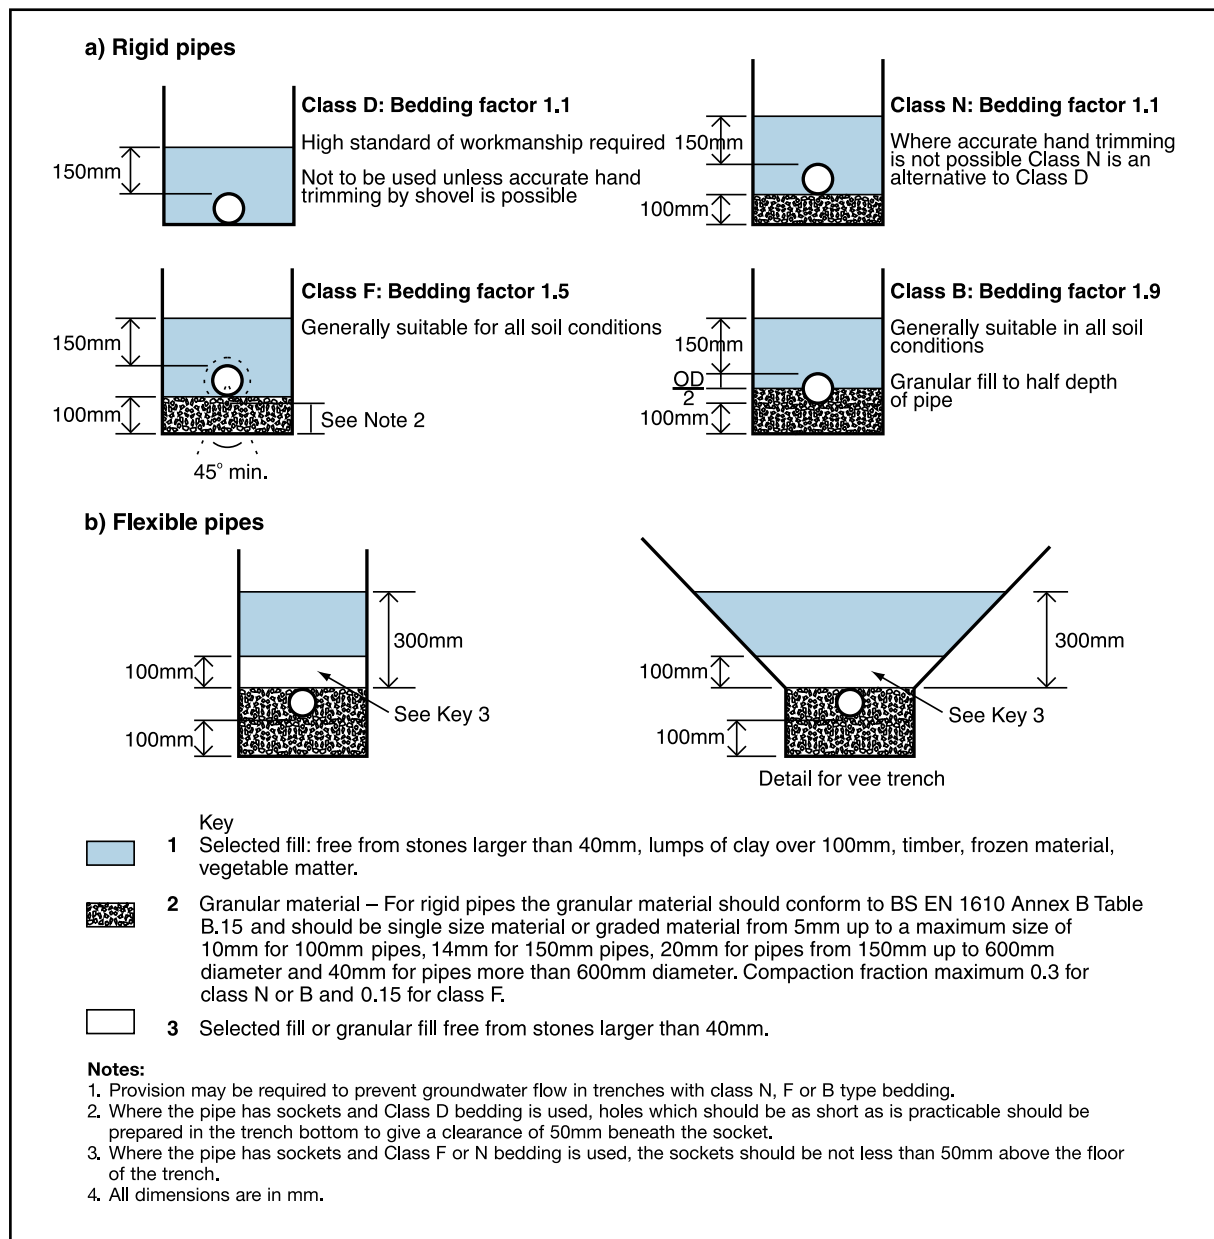 a) Rigid pipes
Class D: Bedding factor 1.1
High standard of workmanship required
Not to be used unless accurate hand
trimming by shovel is possible
150mm
Class N: Bedding factor 1.1
Where accurate hand trimming
is not possible Class N is an
alternative to Class D
150mm
100mm
Class F: Bedding factor 1.5
Generally suitable for all soil conditions
150mm
100mm
See Note 2
45° min.
Class B: Bedding factor 1.9
Generally suitable in all soil
conditions
Granular fill to half depth
of pipe
150mm
OD
2
100mm
b) Flexible pipes
300mm
100mm
See Key 3
100mm
300mm
100mm
See Key 3
100mm
Detail for vee trench
Key
1 Selected fill: free from stones larger than 40mm, lumps of clay over 100mm, timber, frozen material,
vegetable matter.
2 Granular material – For rigid pipes the granular material should conform to BS EN 1610 Annex B Table
B.15 and should be single size material or graded material from 5mm up to a maximum size of
10mm for 100mm pipes, 14mm for 150mm pipes, 20mm for pipes from 150mm up to 600mm
diameter and 40mm for pipes more than 600mm diameter. Compaction fraction maximum 0.3 for
class N or B and 0.15 for class F.
3 Selected fill or granular fill free from stones larger than 40mm.
Notes:
1. Provision may be required to prevent groundwater flow in trenches with class N, F or B type bedding.
2. Where the pipe has sockets and Class D bedding is used, holes which should be as short as is practicable should be
prepared in the trench bottom to give a clearance of 50mm beneath the socket.
3. Where the pipe has sockets and Class F or N bedding is used, the sockets should be not less than 50mm above the floor
of the trench.
4. All dimensions are in mm.